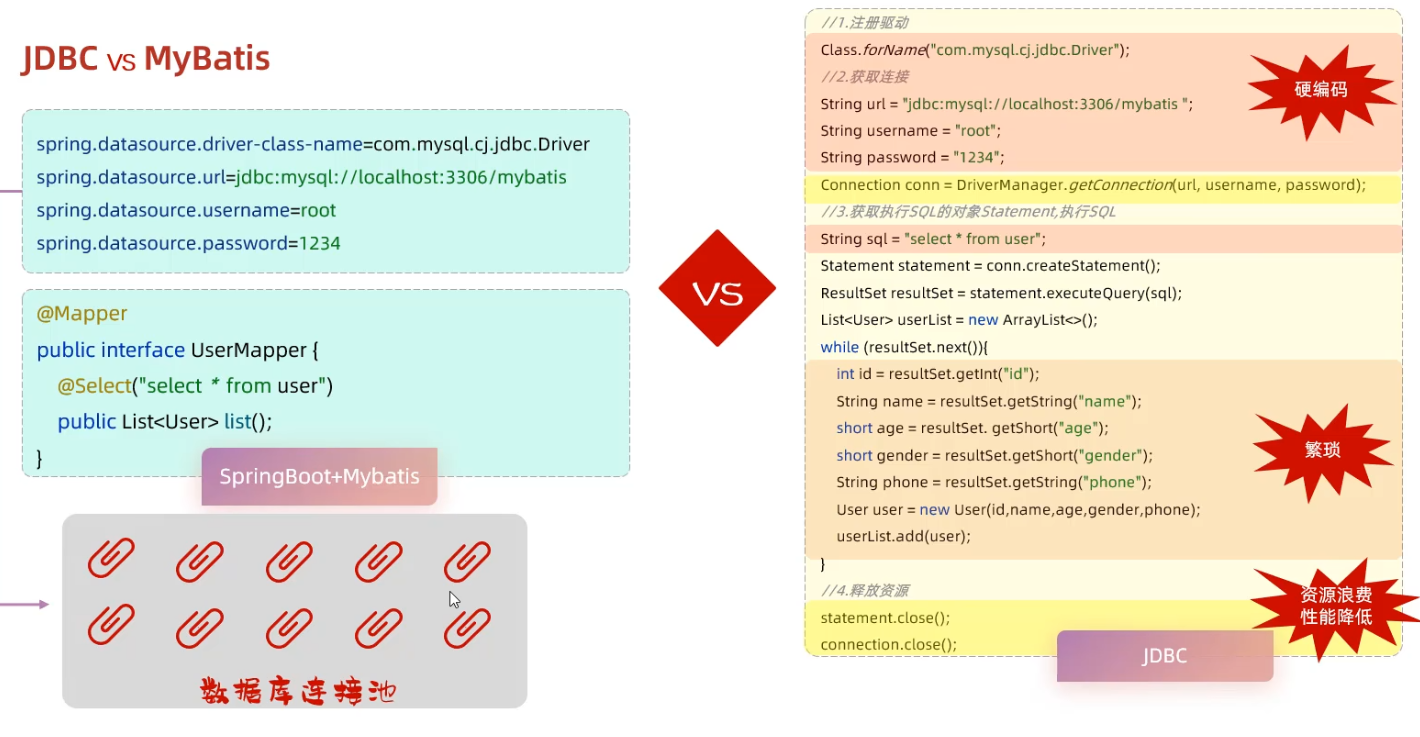 JDBC vs MyBatis
spring.datasource.driver-class-name=com.mysql.cj.jdbc.Driver
spring.datasource.url=jdbc:mysql://localhost:3306/mybatis
spring.datasource.username=root
spring.datasource.password=1234
@Mapper
public interface UserMapper {
@Select("select * from user")
public List<User> list();
}
SpringBoot+Mybatis
数据库连接池
VS
//1.注册驱动
Class.forName("com.mysql.cj.jdbc.Driver");
//2.获取连接
String url = "jdbc:mysql://localhost:3306/mybatis ";
String username = "root";
String password = "1234";
Connection conn = DriverManager.getConnection(url, username, password);
//3.获取执行SQL的对象Statement,执行SQL
String sql = "select * from user";
Statement statement = conn.createStatement();
ResultSet resultSet = statement.executeQuery(sql);
List<User> userList = new ArrayList<>();
while (resultSet.next()){
int id = resultSet.getInt("id");
String name = resultSet.getString("name");
short age = resultSet. getShort("age");
short gender = resultSet.getShort("gender");
String phone = resultSet.getString("phone");
User user = new User(id,name,age,gender,phone);
userList.add(user);
}
//4.释放资源
statement.close();
connection.close();
硬编码
繁琐
资源浪费
性能降低
JDBC